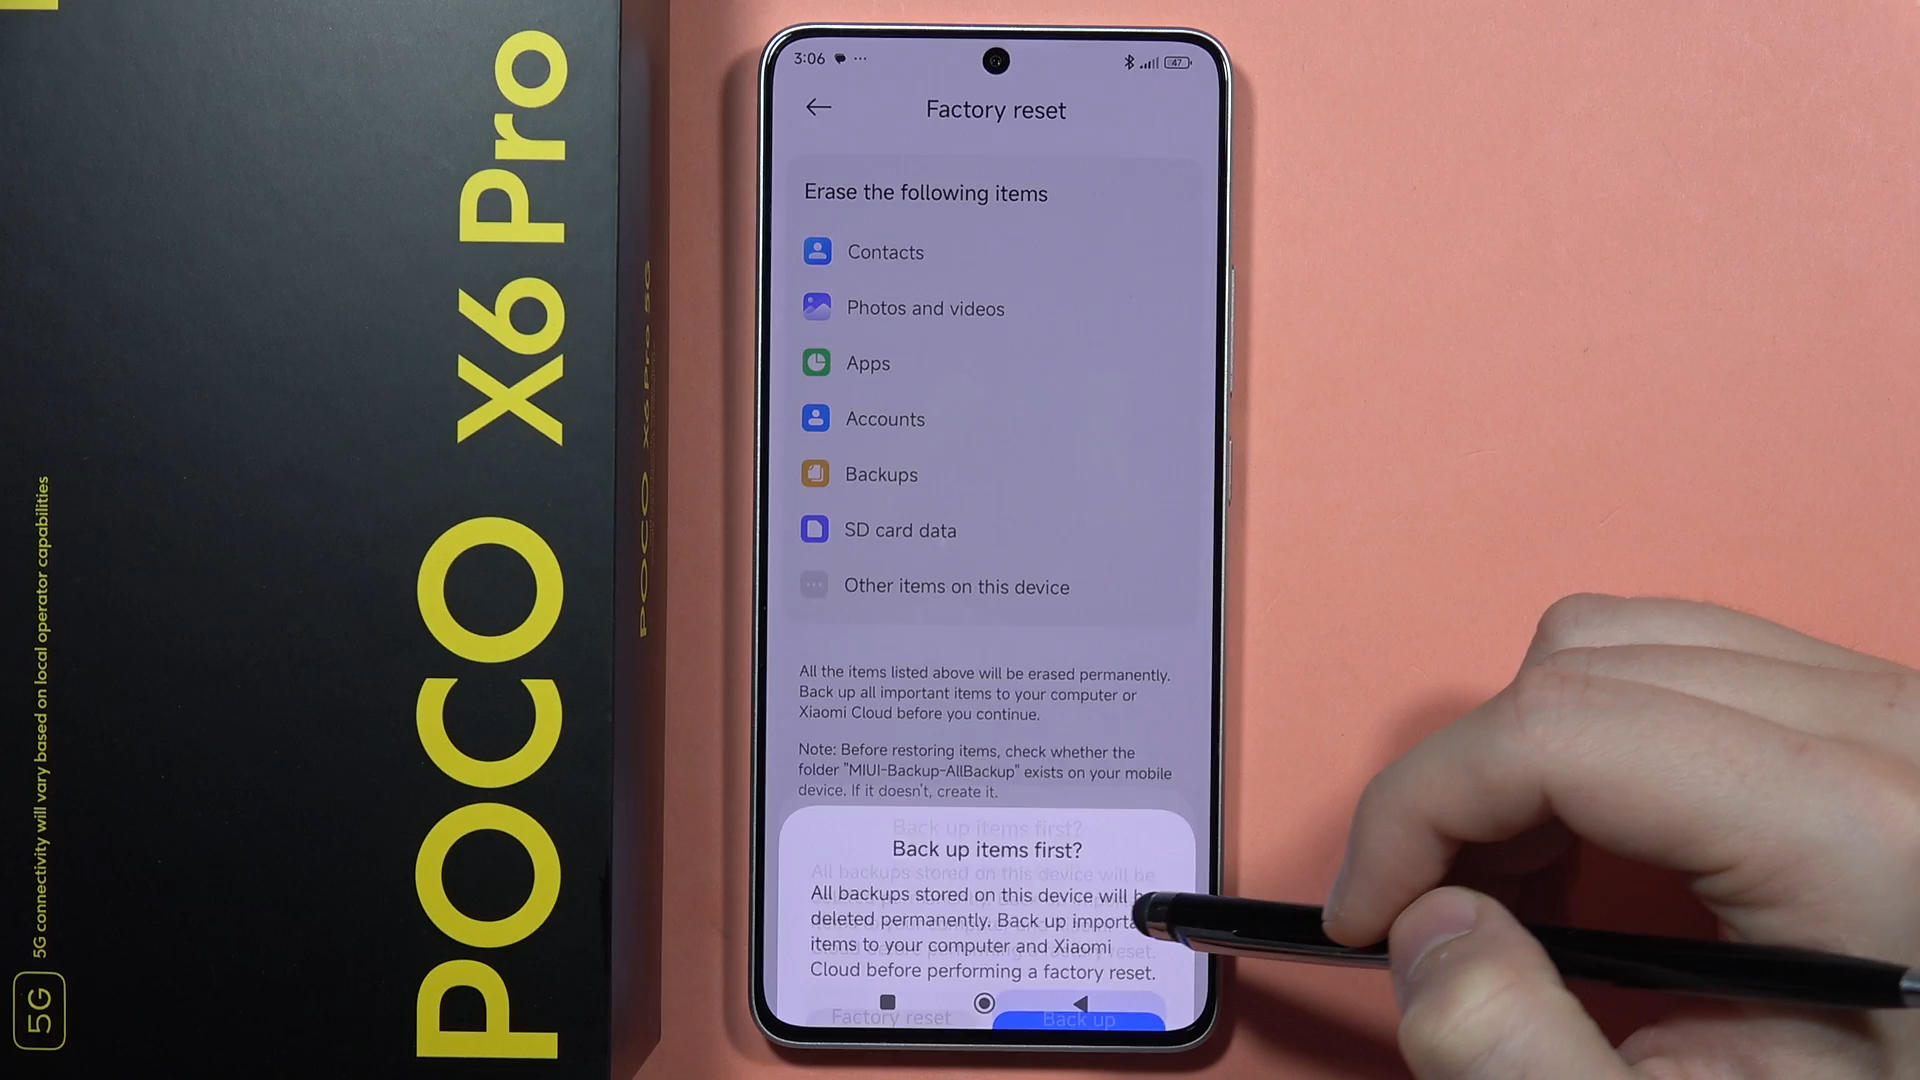 POCO X6 Pro
5G
5G connectivity will vary based on local operator capabilities
POCO X6 Pro 5G
3:06
47
Factory reset
Erase the following items
Contacts
Photos and videos
Apps
Accounts
Backups
SD card data
Other items on this device
All the items listed above will be erased permanently.
Back up all important items to your computer or
Xiaomi Cloud before you continue.
Note: Before restoring items, check whether the
folder "MIUI-Backup-AllBackup" exists on your mobile
device. If it doesn't, create it.
Back up items first?
All backups stored on this device will
deleted permanently. Back up
items to your computer and Xiaomi
Cloud before performing a factory reset.
Factory reset
Back up